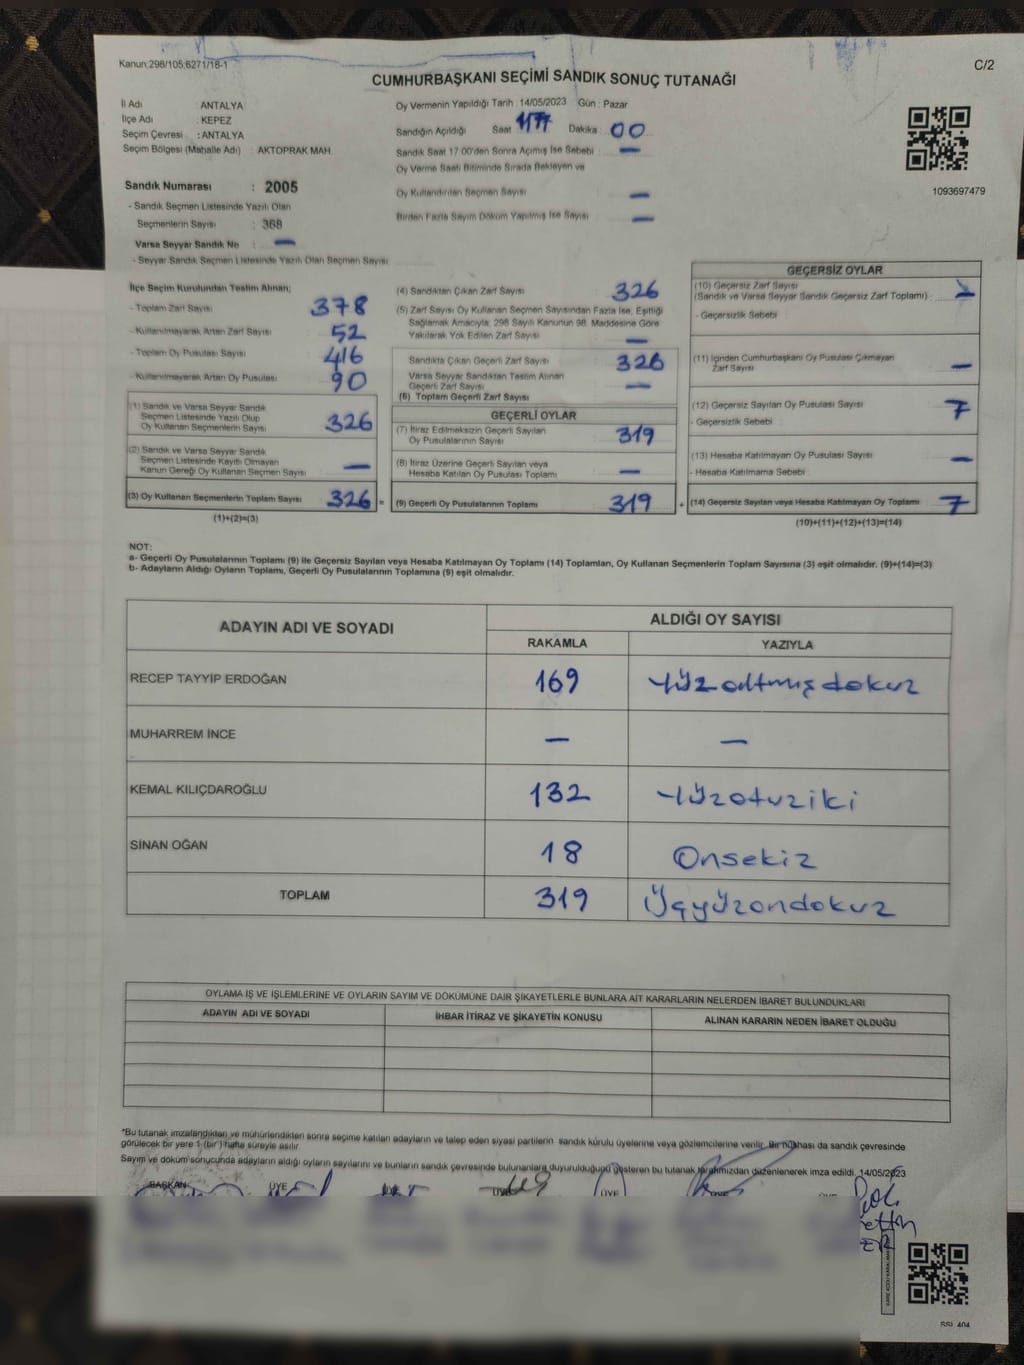 Kanun:298/105;6271/18-1
C/2
CUMHURBAŞKANI SEÇİMİ SANDIK SONUÇ TUTANAĞI
İl Adı : ANTALYA
İlçe Adı : KEPEZ
Seçim Çevresi : ANTALYA
Seçim Bölgesi (Mahalle Adı) : AKTOPRAK MAH.
Oy Vermenin Yapıldığı Tarih : 14/05/2023 Gün : Pazar
Sandığın Açıldığı Saat Dakika 00
Sandık Saat 17:00'den Sonra Açımış İse Sebebi : —
Oy Verme Saati Bitiminde Sırada Bekleyen ve
Oy Kullandırılan Seçmen Sayısı —
Birden Fazla Sayım Döküm Yapılmış İse Sayısı —
1093697479
Sandık Numarası : 2005
- Sandık Seçmen Listesinde Yazılı Olan
Seçmenlerin Sayısı : 368
Varsa Seyyar Sandık No : —
- Seyyar Sandık Seçmen Listesinde Yazılı Olan Seçmen Sayısı
İlçe Seçim Kurulundan Teslim Alınan;
- Toplam Zarf Sayısı 378
- Kullanılmayarak Artan Zarf Sayısı 52
- Toplam Oy Pusulası Sayısı 416
- Kullanılmayarak Artan Oy Pusulası 90
(1) Sandık ve Varsa Seyyar Sandık
Seçmen Listesinde Yazılı Olup
Oy Kullanan Seçmenlerin Sayısı 326
(2) Sandık ve Varsa Seyyar Sandık
Seçmen Listesinde Kayıtlı Olmayan
Kanun Gereği Oy Kullanan Seçmen Sayısı —
(3) Oy Kullanan Seçmenlerin Toplam Sayısı 326 =
(1)+(2)=(3)
(4) Sandıktan Çıkan Zarf Sayısı 326
(5) Zarf Sayısı Oy Kullanan Seçmen Sayısından Fazla İse, Eşitliği
Sağlamak Amacıyla, 298 Sayılı Kanunun 98. Maddesine Göre
Yakılarak Yok Edilen Zarf Sayısı —
Sandıkta Çıkan Geçerli Zarf Sayısı 326
Varsa Seyyar Sandıktan Teslim Alınan
Geçerli Zarf Sayısı —
(6) Toplam Geçerli Zarf Sayısı
GEÇERLİ OYLAR
(7) İtiraz Edilmeksizin Geçerli Sayılan
Oy Pusulalarının Sayısı 319
(8) İtiraz Üzerine Geçerli Sayılan veya
Hesaba Katılan Oy Pusulası Toplamı —
(9) Geçerli Oy Pusulalarının Toplamı 319 +
GEÇERSİZ OYLAR
(10) Geçersiz Zarf Sayısı
(Sandık ve Varsa Seyyar Sandık Geçersiz Zarf Toplamı) :
- Geçersizlik Sebebi :
(11) İçinden Cumhurbaşkanı Oy Pusulası Çıkmayan
Zarf Sayısı —
(12) Geçersiz Sayılan Oy Pusulası Sayısı 7
- Geçersizlik Sebebi :
(13) Hesaba Katılmayan Oy Pusulası Sayısı —
- Hesaba Katılmama Sebebi :
(14) Geçersiz Sayılan veya Hesaba Katılmayan Oy Toplamı 7
(10)+(11)+(12)+(13)=(14)
NOT:
a- Geçerli Oy Pusulalarının Toplamı (9) ile Geçersiz Sayılan veya Hesaba Katılmayan Oy Toplamı (14) Toplamları, Oy Kullanan Seçmenlerin Toplam Sayısına (3) eşit olmalıdır. (9)+(14)=(3)
b- Adayların Aldığı Oyların Toplamı, Geçerli Oy Pusulalarının Toplamına (9) eşit olmalıdır.
ADAYIN ADI VE SOYADI
ALDIĞI OY SAYISI
RAKAMLA YAZIYLA
RECEP TAYYİP ERDOĞAN 169 Yüzaltmışdokuz
MUHARREM İNCE — —
KEMAL KILIÇDAROĞLU 132 Yüzotuziki
SİNAN OĞAN 18 Onsekiz
TOPLAM 319 Üçyüzondokuz
OYLAMA İŞ VE İŞLEMLERİNE VE OYLARIN SAYIM VE DÖKÜMÜNE DAİR ŞİKAYETLERLE BUNLARA AİT KARARLARIN NELERDEN İBARET BULUNDUKLARI
ADAYIN ADI VE SOYADI İHBAR İTİRAZ VE ŞİKAYETİN KONUSU ALINAN KARARIN NEDEN İBARET OLDUĞU
*Bu tutanak imzalandıktan ve mühürlendikten sonra seçime katılan adayların ve talep eden siyasi partilerin sandık kurulu üyelerine veya gözlemcilerine verilir. Bir nüshası da sandık çevresinde
görülecek bir yere 1 (bir) hafta süreyle asılır.
Sayım ve döküm sonucunda adayların aldığı oyların sayılarını ve bunların sandık çevresinde bulunanlara duyurulduğunu gösteren bu tutanak tarafımızdan düzenlenerek imza edildi. 14/05/2023
BAŞKAN ÜYE ÜYE ÜYE ÜYE ÜYE ÜYE